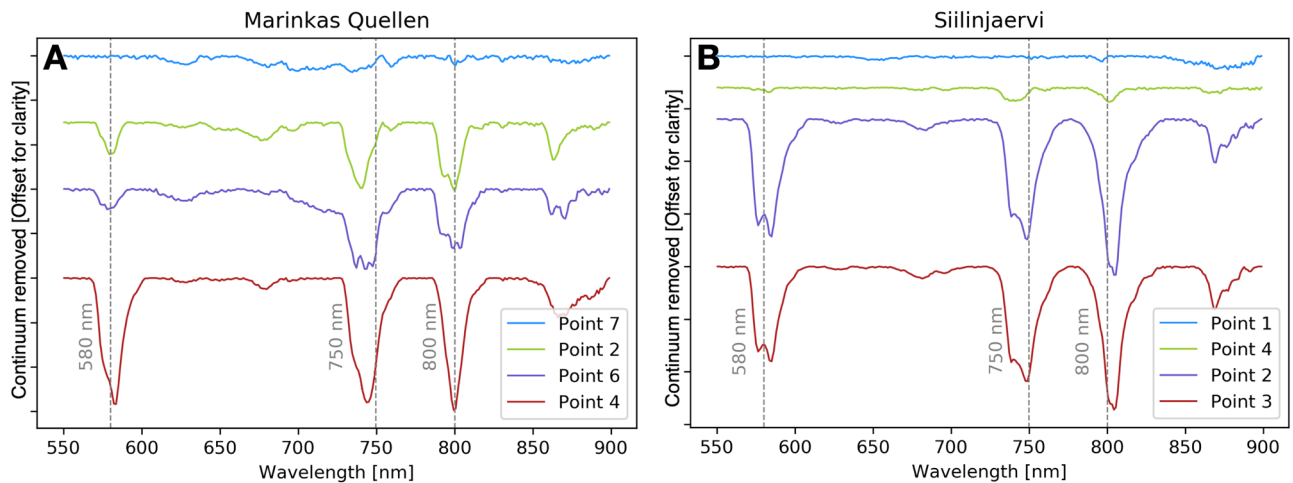 Marinkas Quellen
A
Continuum removed [Offset for clarity]
580 nm
750 nm
800 nm
Point 7
Point 2
Point 6
Point 4
550 600 650 700 750 800 850 900
Wavelength [nm]
Siilinjaervi
B
Continuum removed [Offset for clarity]
580 nm
750 nm
800 nm
Point 1
Point 4
Point 2
Point 3
550 600 650 700 750 800 850 900
Wavelength [nm]